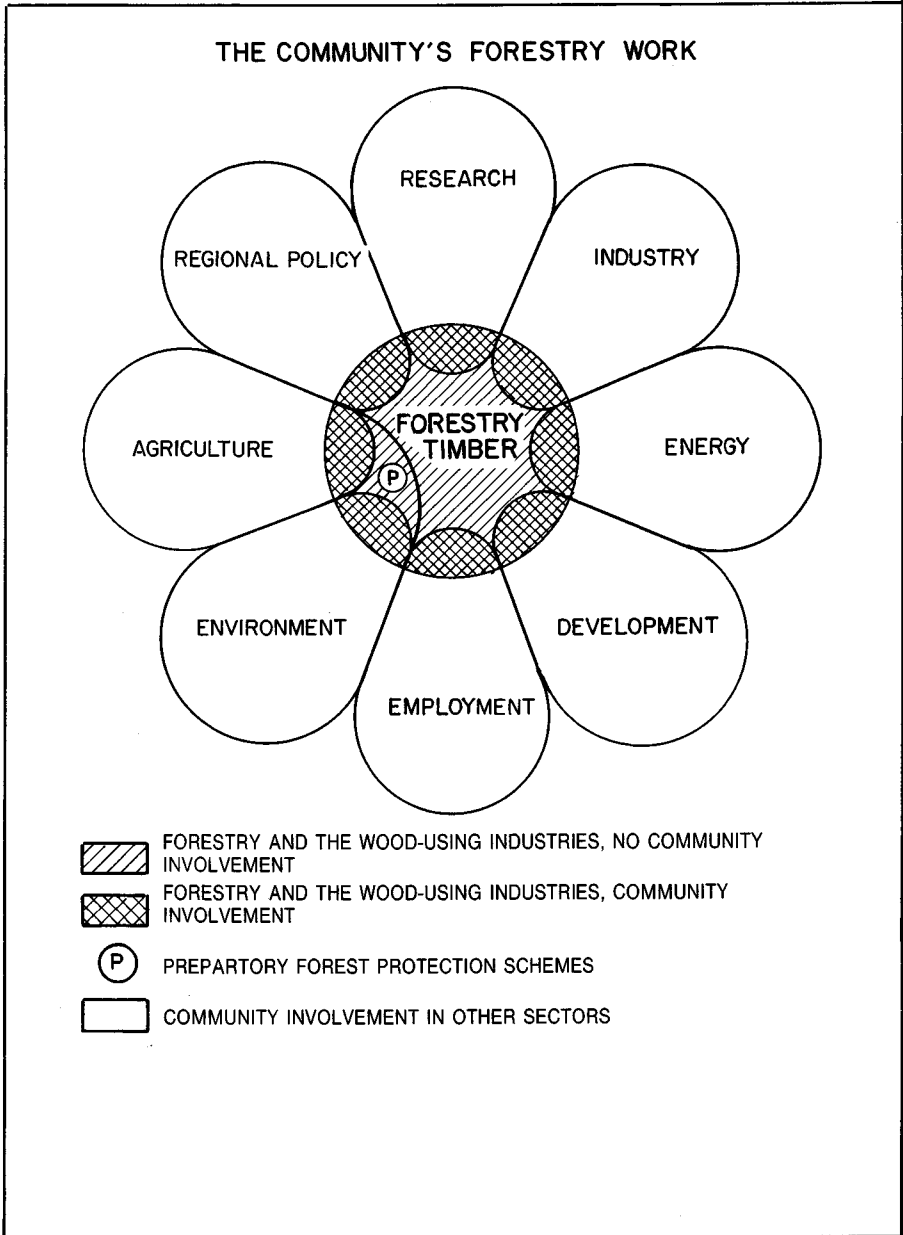 THE COMMUNITY'S FORESTRY WORK
RESEARCH
REGIONAL POLICY
INDUSTRY
FORESTRY
TIMBER
AGRICULTURE
ENERGY
P
ENVIRONMENT
DEVELOPMENT
EMPLOYMENT
FORESTRY AND THE WOOD-USING INDUSTRIES, NO COMMUNITY
INVOLVEMENT
FORESTRY AND THE WOOD-USING INDUSTRIES, COMMUNITY
INVOLVEMENT
P PREPARTORY FOREST PROTECTION SCHEMES
COMMUNITY INVOLVEMENT IN OTHER SECTORS